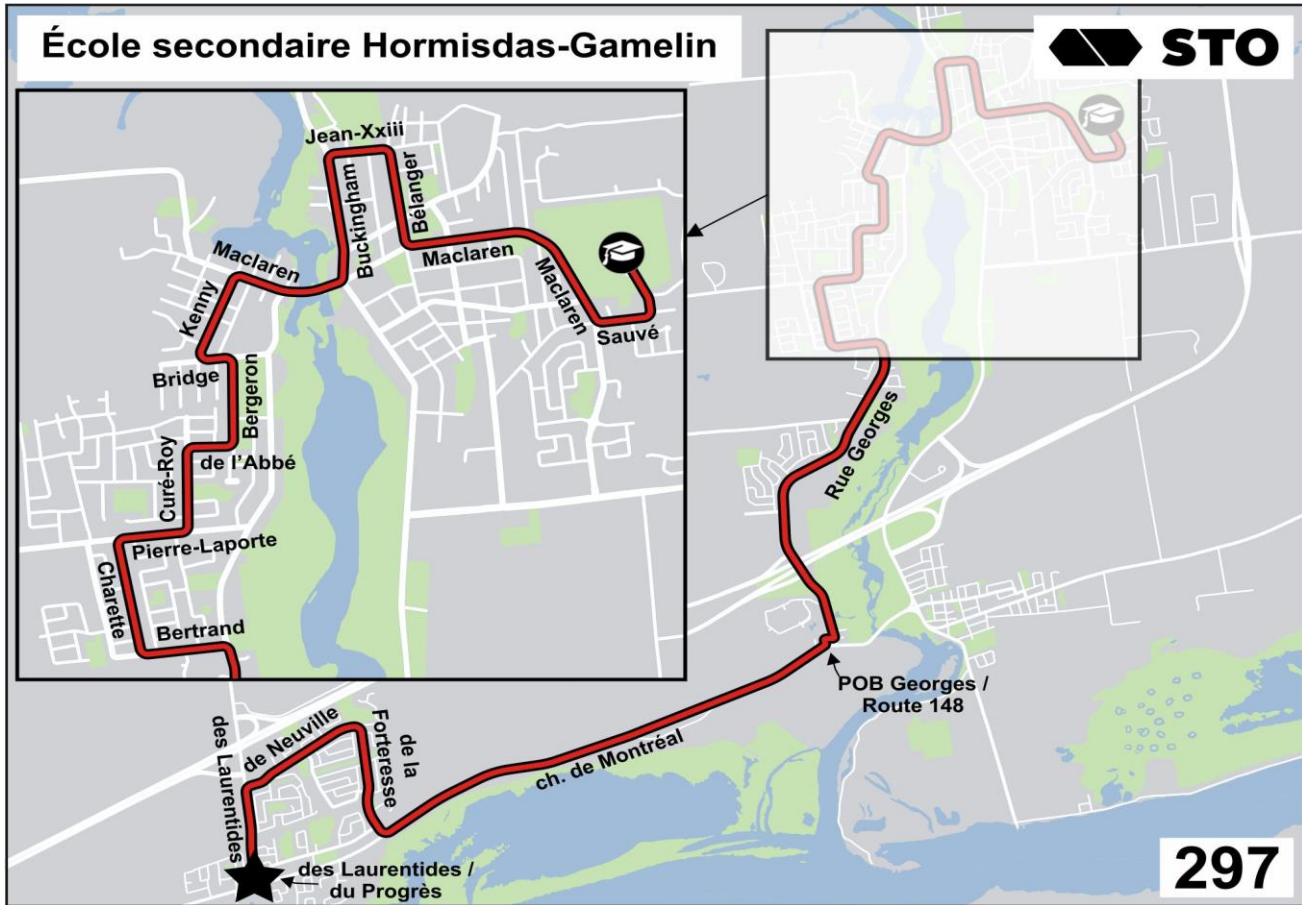 École secondaire Hormisdas-Gamelin
STO
Jean-Xxiii
Buckingham
Bélanger
Maclaren
Maclaren
Maclaren
Sauvé
Kenny
Bridge
Bergeron
de l'Abbé
Curé-Roy
Pierre-Laporte
Charette
Bertrand
Rue Georges
POB Georges /
Route 148
des Laurentides
de Neuville
de la
Forteresse
ch. de Montréal
des Laurentides /
du Progrès
297